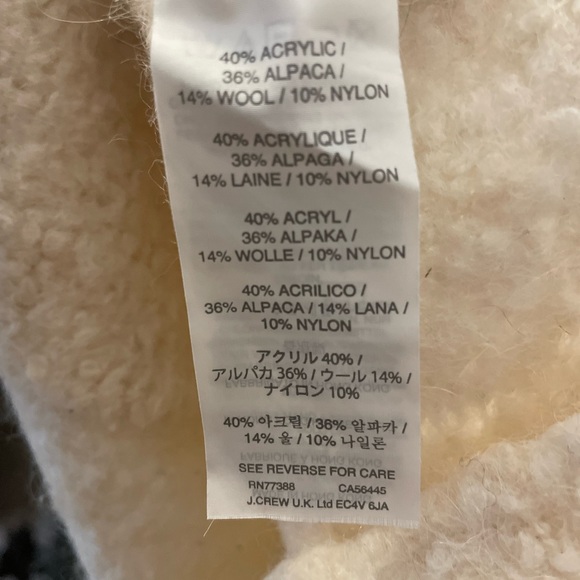 40% ACRYLIC /
36% ALPACA /
14% WOOL / 10% NYLON
40% ACRYLIQUE /
36% ALPAGA /
14% LAINE / 10% NYLON
40% ACRYL /
36% ALPAKA /
14% WOLLE / 10% NYLON
40% ACRILICO /
36% ALPACA / 14% LANA /
10% NYLON
アクリル 40% /
アルパカ 36% / ウール 14% /
ナイロン 10%
40% 아크릴 / 36% 알파카 /
14% 울 / 10% 나일론
SEE REVERSE FOR CARE
RN77388 CA56445
J.CREW U.K. Ltd EC4V 6JA